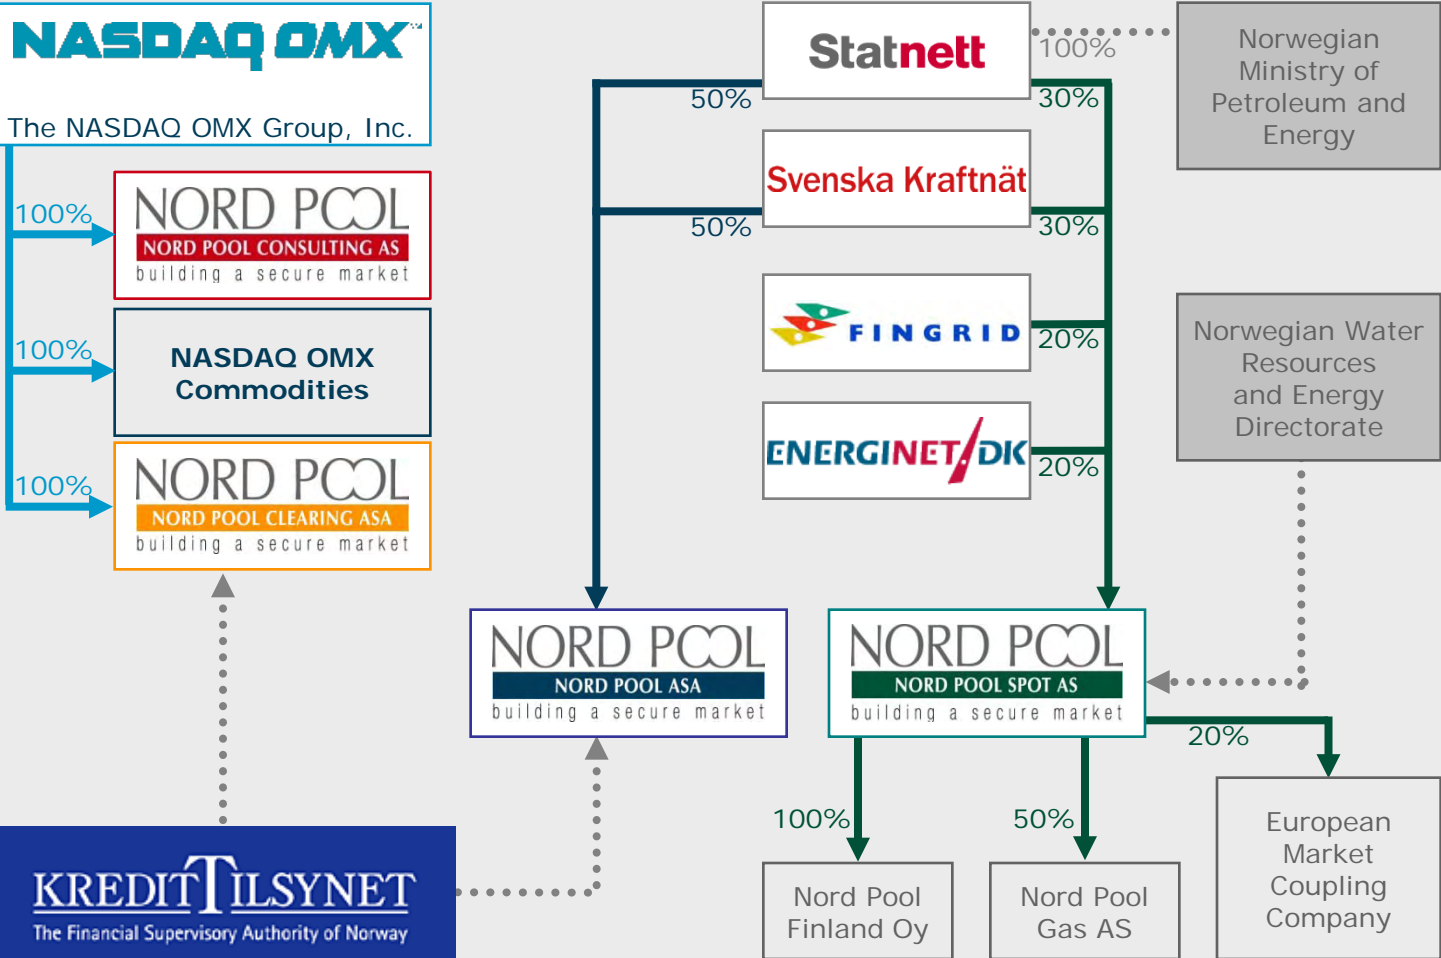 NASDAQ OMX™
The NASDAQ OMX Group, Inc.
100%
NORD POOL
NORD POOL CONSULTING AS
building a secure market
100%
NASDAQ OMX
Commodities
100%
NORD POOL
NORD POOL CLEARING ASA
building a secure market
KREDITTILSYNET
The Financial Supervisory Authority of Norway
Statnett
50%
30%
100%
Norwegian
Ministry of
Petroleum and
Energy
Svenska Kraftnät
50%
30%
FINGRID
20%
ENERGINET/DK
20%
Norwegian Water
Resources
and Energy
Directorate
NORD POOL
NORD POOL ASA
building a secure market
NORD POOL
NORD POOL SPOT AS
building a secure market
20%
100%
50%
Nord Pool
Finland Oy
Nord Pool
Gas AS
European
Market
Coupling
Company